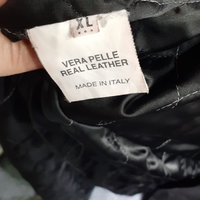 XL
VERA PELLE
REAL LEATHER
MADE IN ITALY